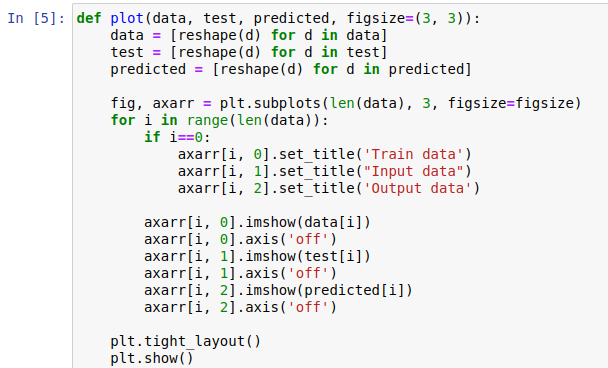 In [5]: def plot(data, test, predicted, figsize=(3, 3)):
    data = [reshape(d) for d in data]
    test = [reshape(d) for d in test]
    predicted = [reshape(d) for d in predicted]

    fig, axarr = plt.subplots(len(data), 3, figsize=figsize)
    for i in range(len(data)):
        if i==0:
            axarr[i, 0].set_title('Train data')
            axarr[i, 1].set_title("Input data")
            axarr[i, 2].set_title('Output data')

        axarr[i, 0].imshow(data[i])
        axarr[i, 0].axis('off')
        axarr[i, 1].imshow(test[i])
        axarr[i, 1].axis('off')
        axarr[i, 2].imshow(predicted[i])
        axarr[i, 2].axis('off')

    plt.tight_layout()
    plt.show()